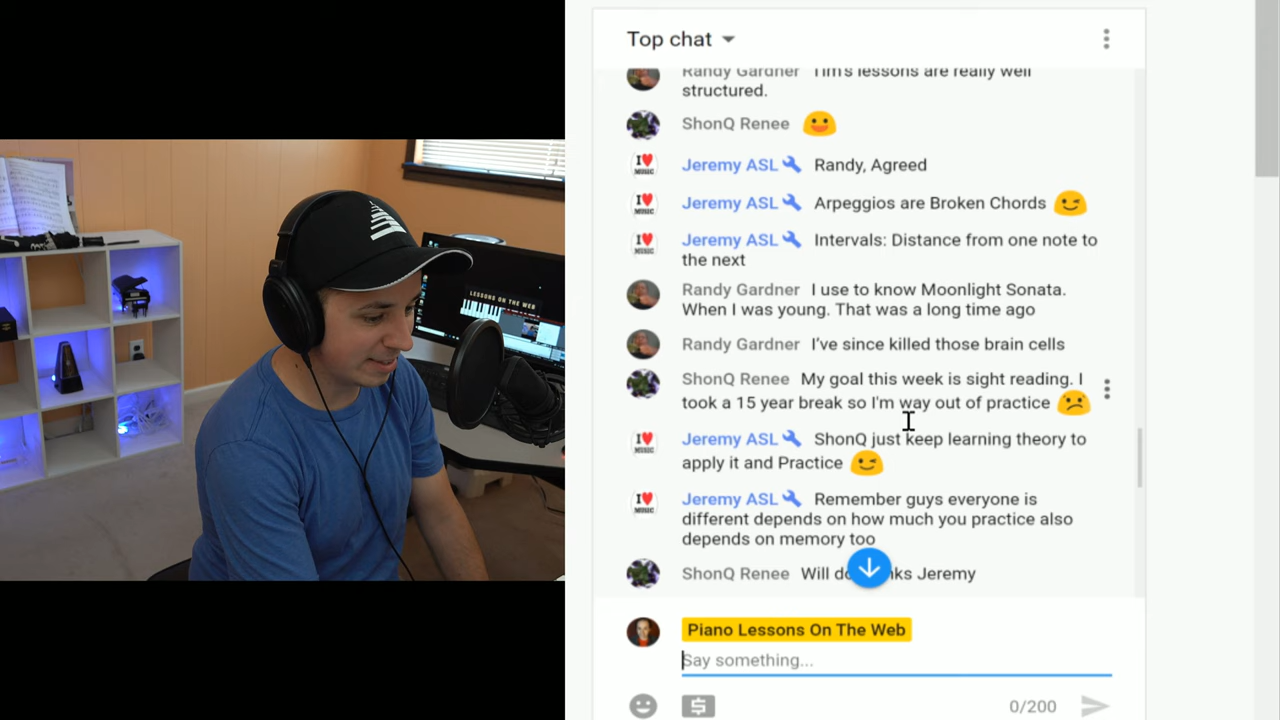 Top chat
Randy Gardner Tim's lessons are really well
structured.
ShonQ Renee
I ♥ MUSIC Jeremy ASL Randy, Agreed
I ♥ MUSIC Jeremy ASL Arpeggios are Broken Chords
I ♥ MUSIC Jeremy ASL Intervals: Distance from one note to
the next
Randy Gardner I use to know Moonlight Sonata.
When I was young. That was a long time ago
Randy Gardner I've since killed those brain cells
ShonQ Renee My goal this week is sight reading. I
took a 15 year break so I'm way out of practice
I ♥ MUSIC Jeremy ASL ShonQ just keep learning theory to
apply it and Practice
I ♥ MUSIC Jeremy ASL Remember guys everyone is
different depends on how much you practice also
depends on memory too
ShonQ Renee Will do Jeremy
Piano Lessons On The Web
Say something...
0/200
LESSONS ON THE WEB